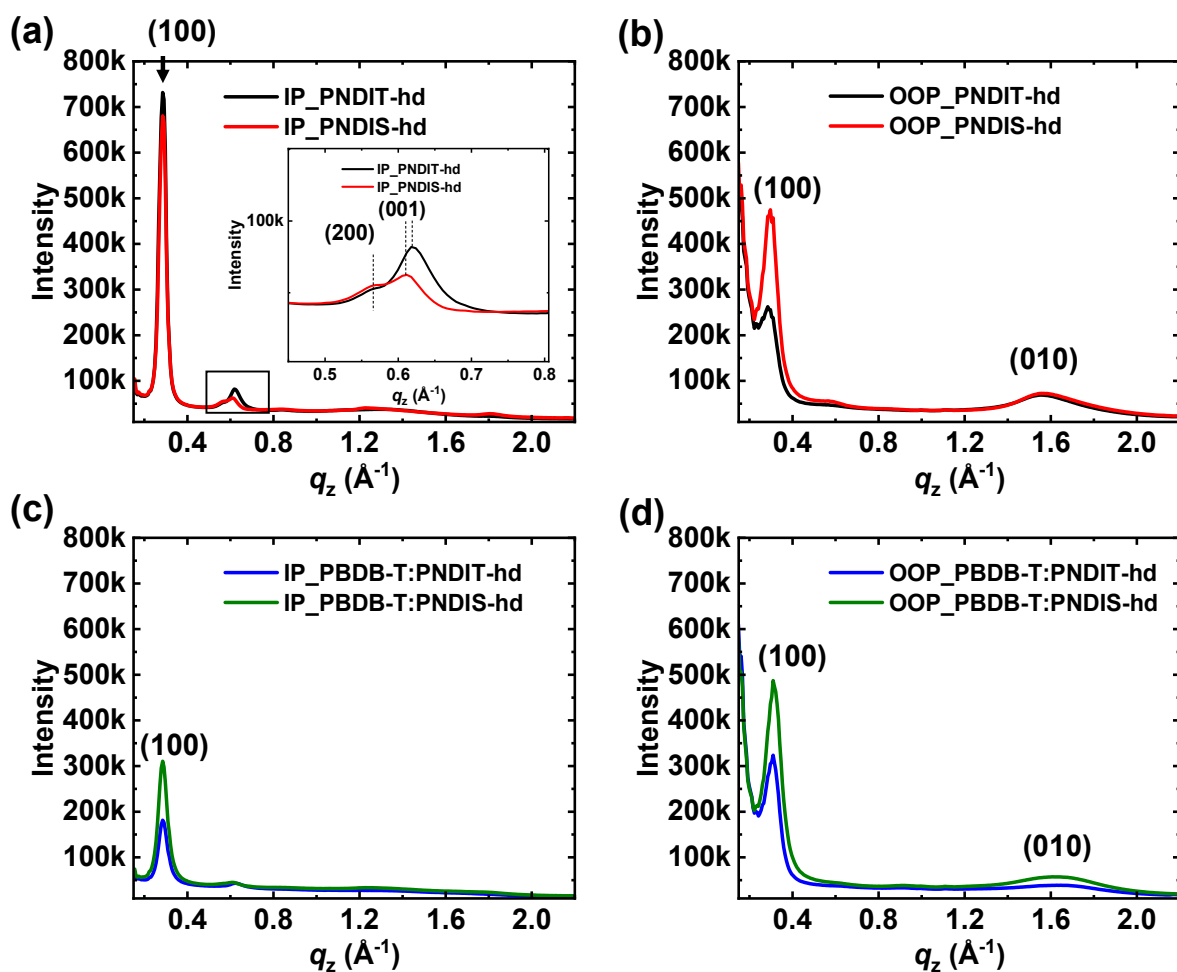 (a)
(100)
800k
700k
600k
500k
400k
300k
200k
100k
Intensity
IP_PNDIT-hd
IP_PNDIS-hd
IP_PNDIT-hd
IP_PNDIS-hd
100k
(001)
(200)
Intensity
0.5 0.6 0.7 0.8
qz (Å-1)
0.4 0.8 1.2 1.6 2.0
qz (Å-1)
(b)
800k
700k
600k
500k
400k
300k
200k
100k
Intensity
OOP_PNDIT-hd
OOP_PNDIS-hd
(100)
(010)
0.4 0.8 1.2 1.6 2.0
qz (Å-1)
(c)
800k
700k
600k
500k
400k
300k
200k
100k
Intensity
IP_PBDB-T:PNDIT-hd
IP_PBDB-T:PNDIS-hd
(100)
0.4 0.8 1.2 1.6 2.0
qz (Å-1)
(d)
800k
700k
600k
500k
400k
300k
200k
100k
Intensity
OOP_PBDB-T:PNDIT-hd
OOP_PBDB-T:PNDIS-hd
(100)
(010)
0.4 0.8 1.2 1.6 2.0
qz (Å-1)